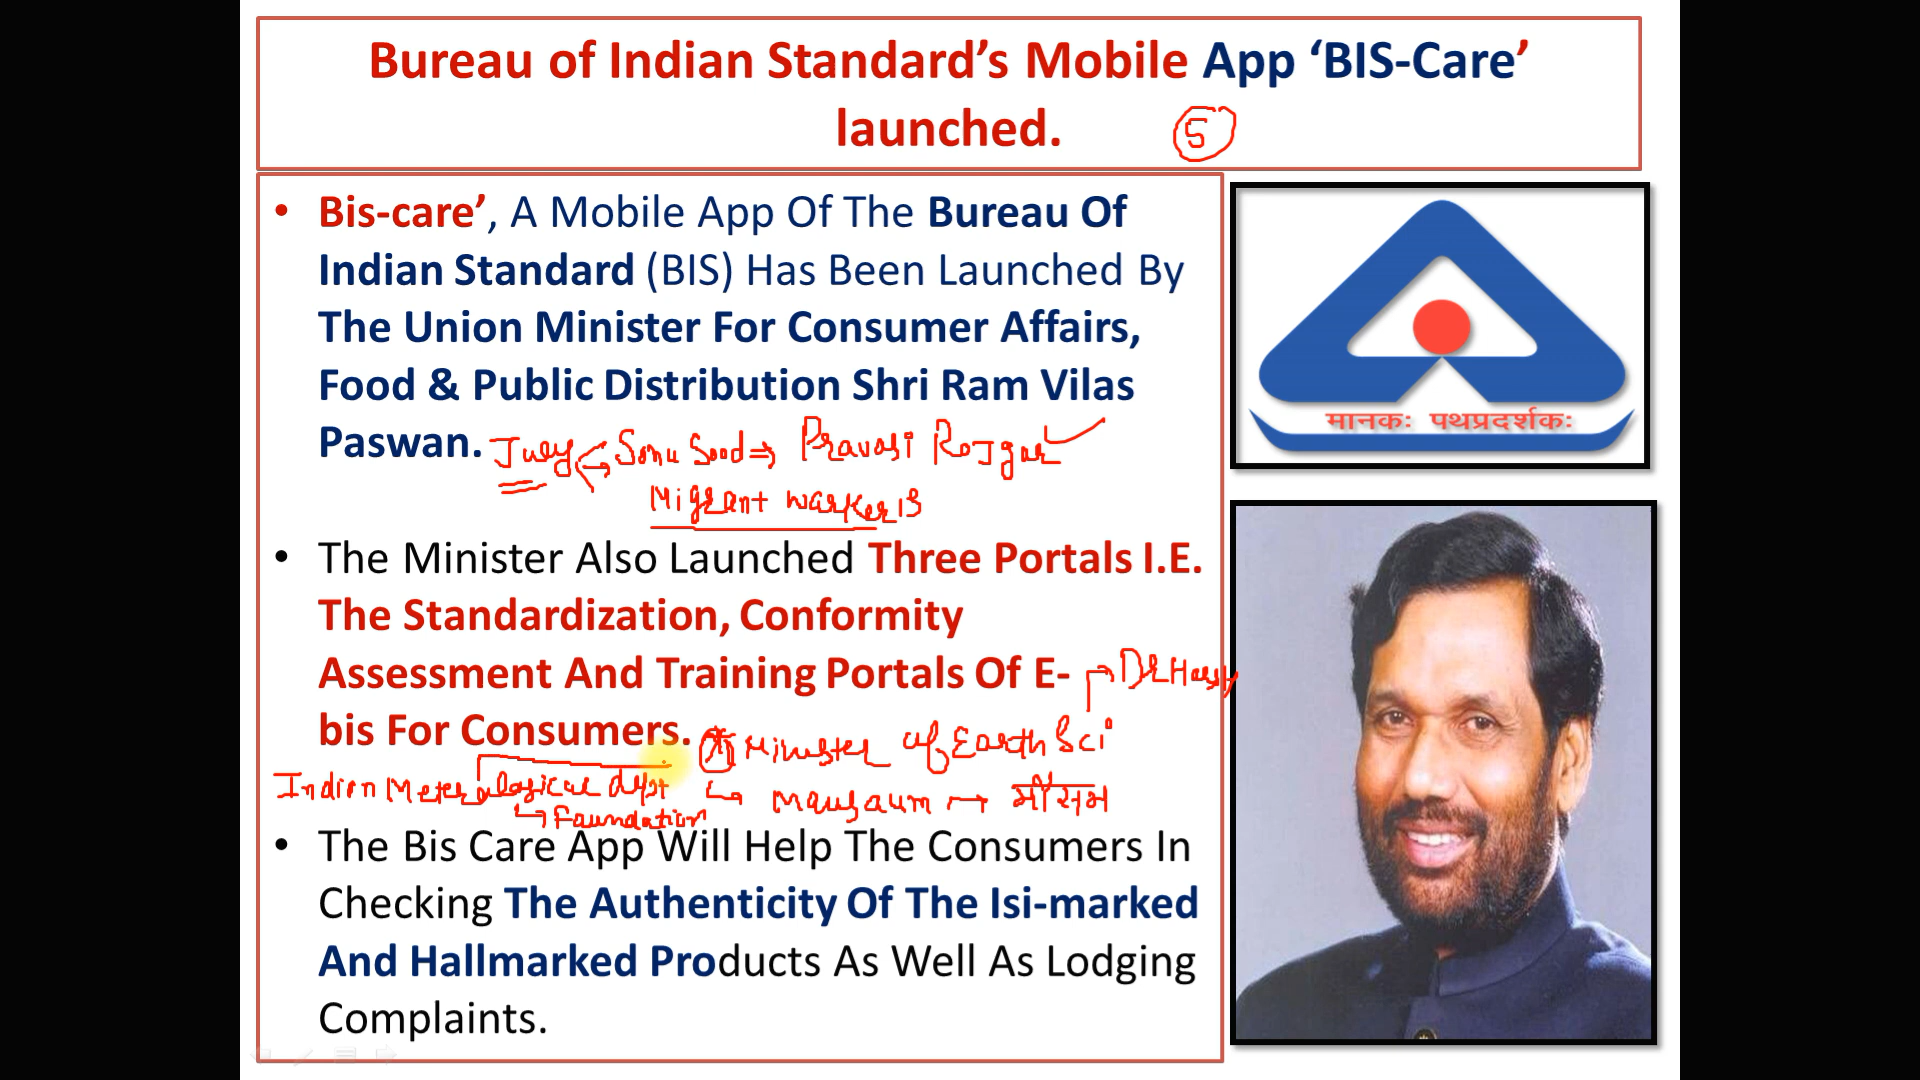 Bureau of Indian Standard’s Mobile App ‘BIS-Care’
launched.
5
Bis-care’, A Mobile App Of The Bureau Of
Indian Standard (BIS) Has Been Launched By
The Union Minister For Consumer Affairs,
Food & Public Distribution Shri Ram Vilas
Paswan.
July Sonu Sood ⇒ Pravasi Rojgar
Migrant workers
• The Minister Also Launched Three Portals I.E.
The Standardization, Conformity
Assessment And Training Portals Of E-
bis For Consumers.
Minister of Earth Sci
Indian Meterological dept
foundation
mausaum → मौसम
• The Bis Care App Will Help The Consumers In
Checking The Authenticity Of The Isi-marked
And Hallmarked Products As Well As Lodging
Complaints.
मानकः पथप्रदर्शकः